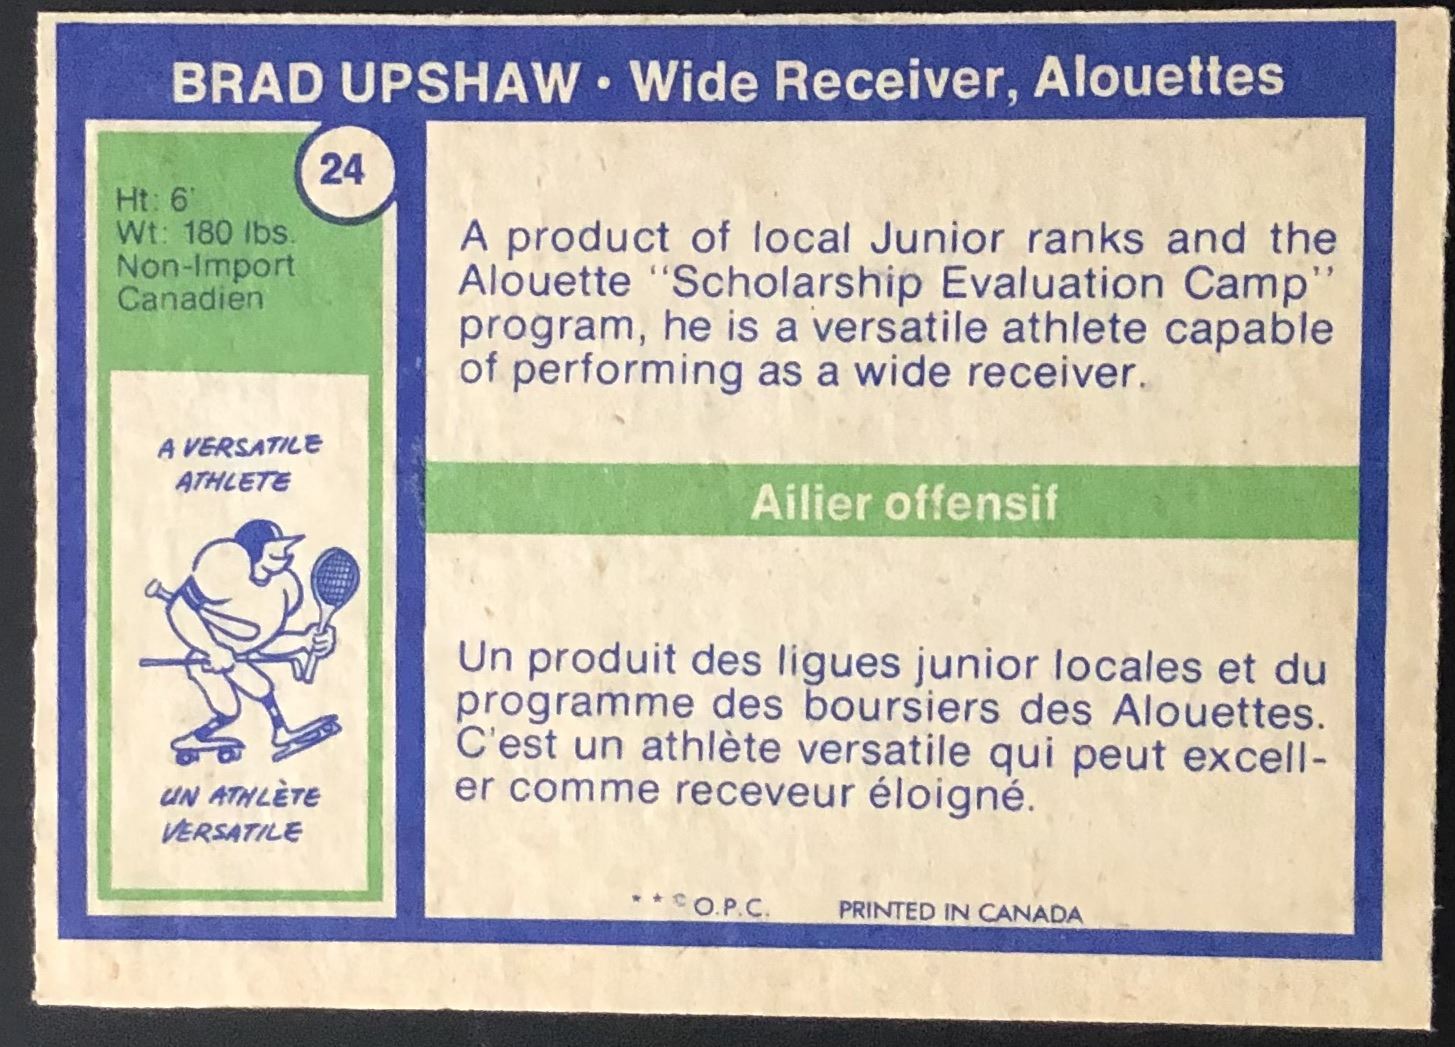 BRAD UPSHAW • Wide Receiver, Alouettes
24
Ht: 6'
Wt: 180 lbs.
Non-Import
Canadien
A VERSATILE
ATHLETE
UN ATHLÈTE
VERSATILE
A product of local Junior ranks and the
Alouette "Scholarship Evaluation Camp"
program, he is a versatile athlete capable
of performing as a wide receiver.
Ailier offensif
Un produit des ligues junior locales et du
programme des boursiers des Alouettes.
C'est un athlète versatile qui peut excell-
er comme receveur éloigné.
* * © O.P.C. PRINTED IN CANADA